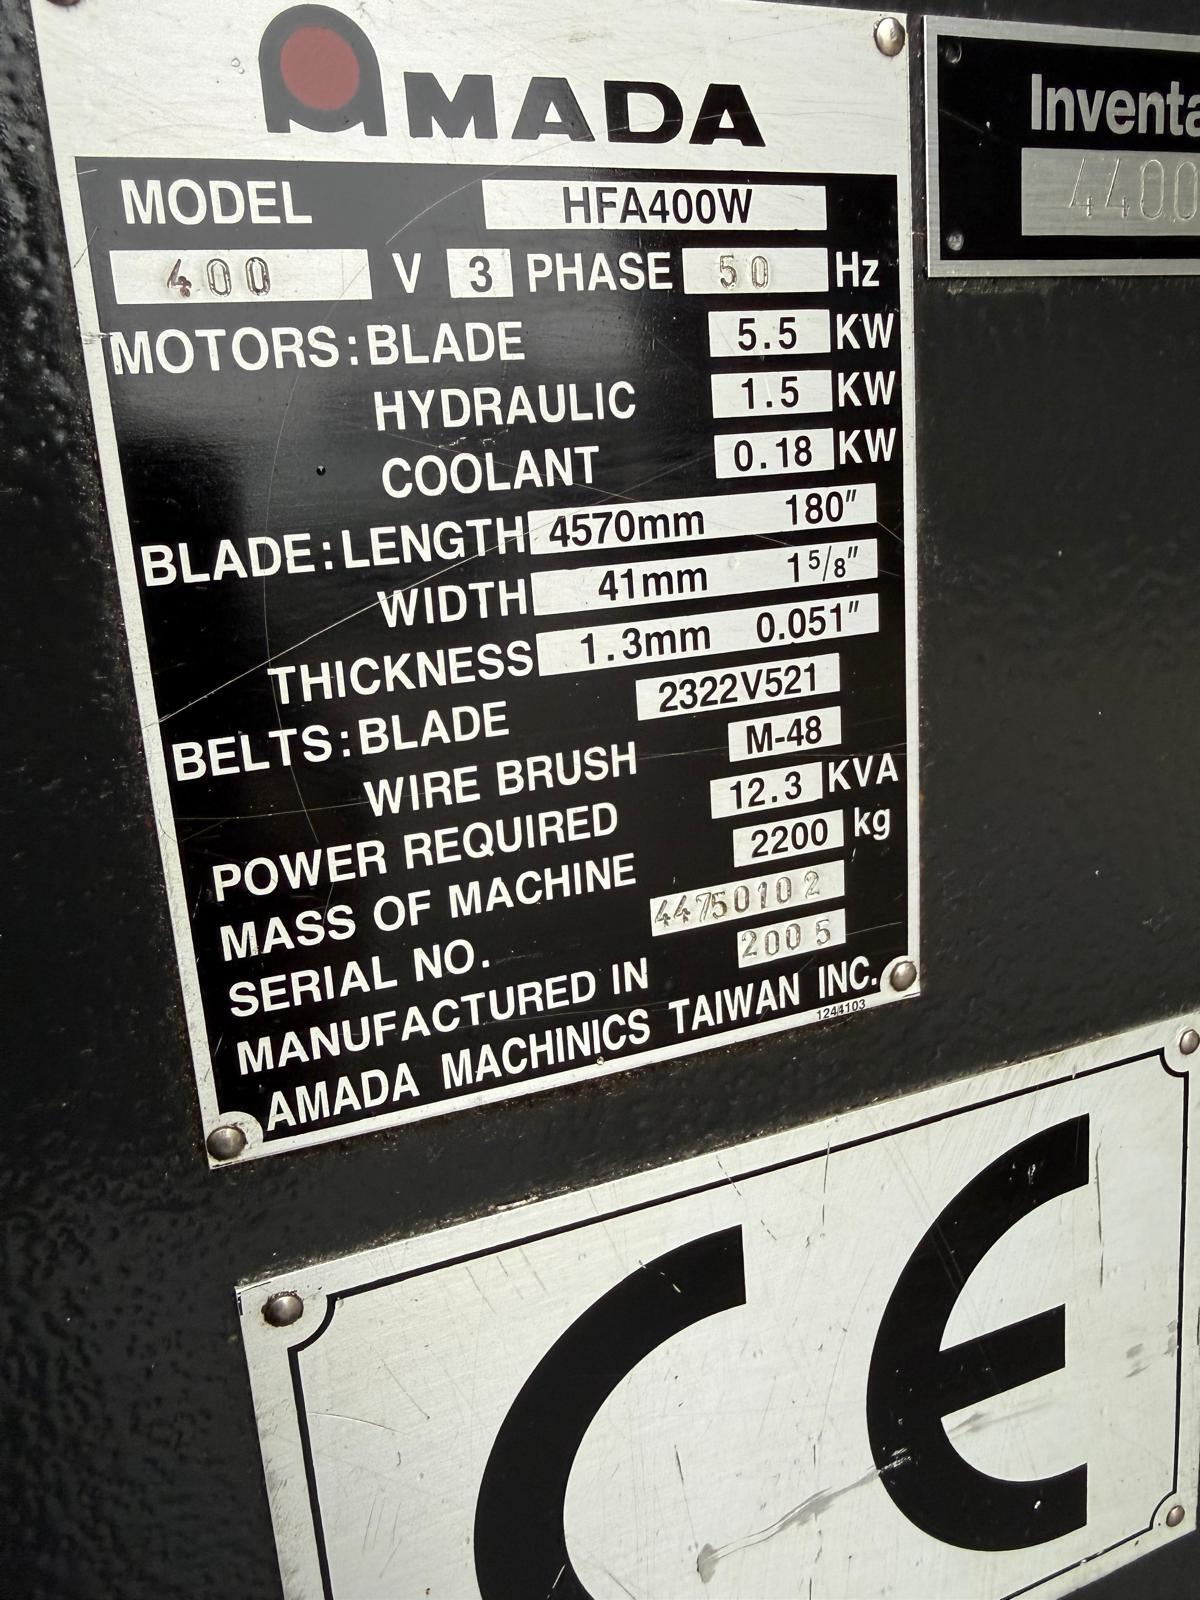 AMADA
MODEL HFA400W
400 V 3 PHASE 50 Hz
MOTORS: BLADE 5.5 KW
HYDRAULIC 1.5 KW
COOLANT 0.18 KW
BLADE: LENGTH 4570mm 180″
WIDTH 41mm 1 5/8″
THICKNESS 1.3mm 0.051″
BELTS: BLADE 2322V521
WIRE BRUSH M-48
POWER REQUIRED 12.3 KVA
MASS OF MACHINE 2200 kg
SERIAL NO. 44750102
MANUFACTURED IN 2005
AMADA MACHINICS TAIWAN INC.
1244103
Inventa
4400
CE